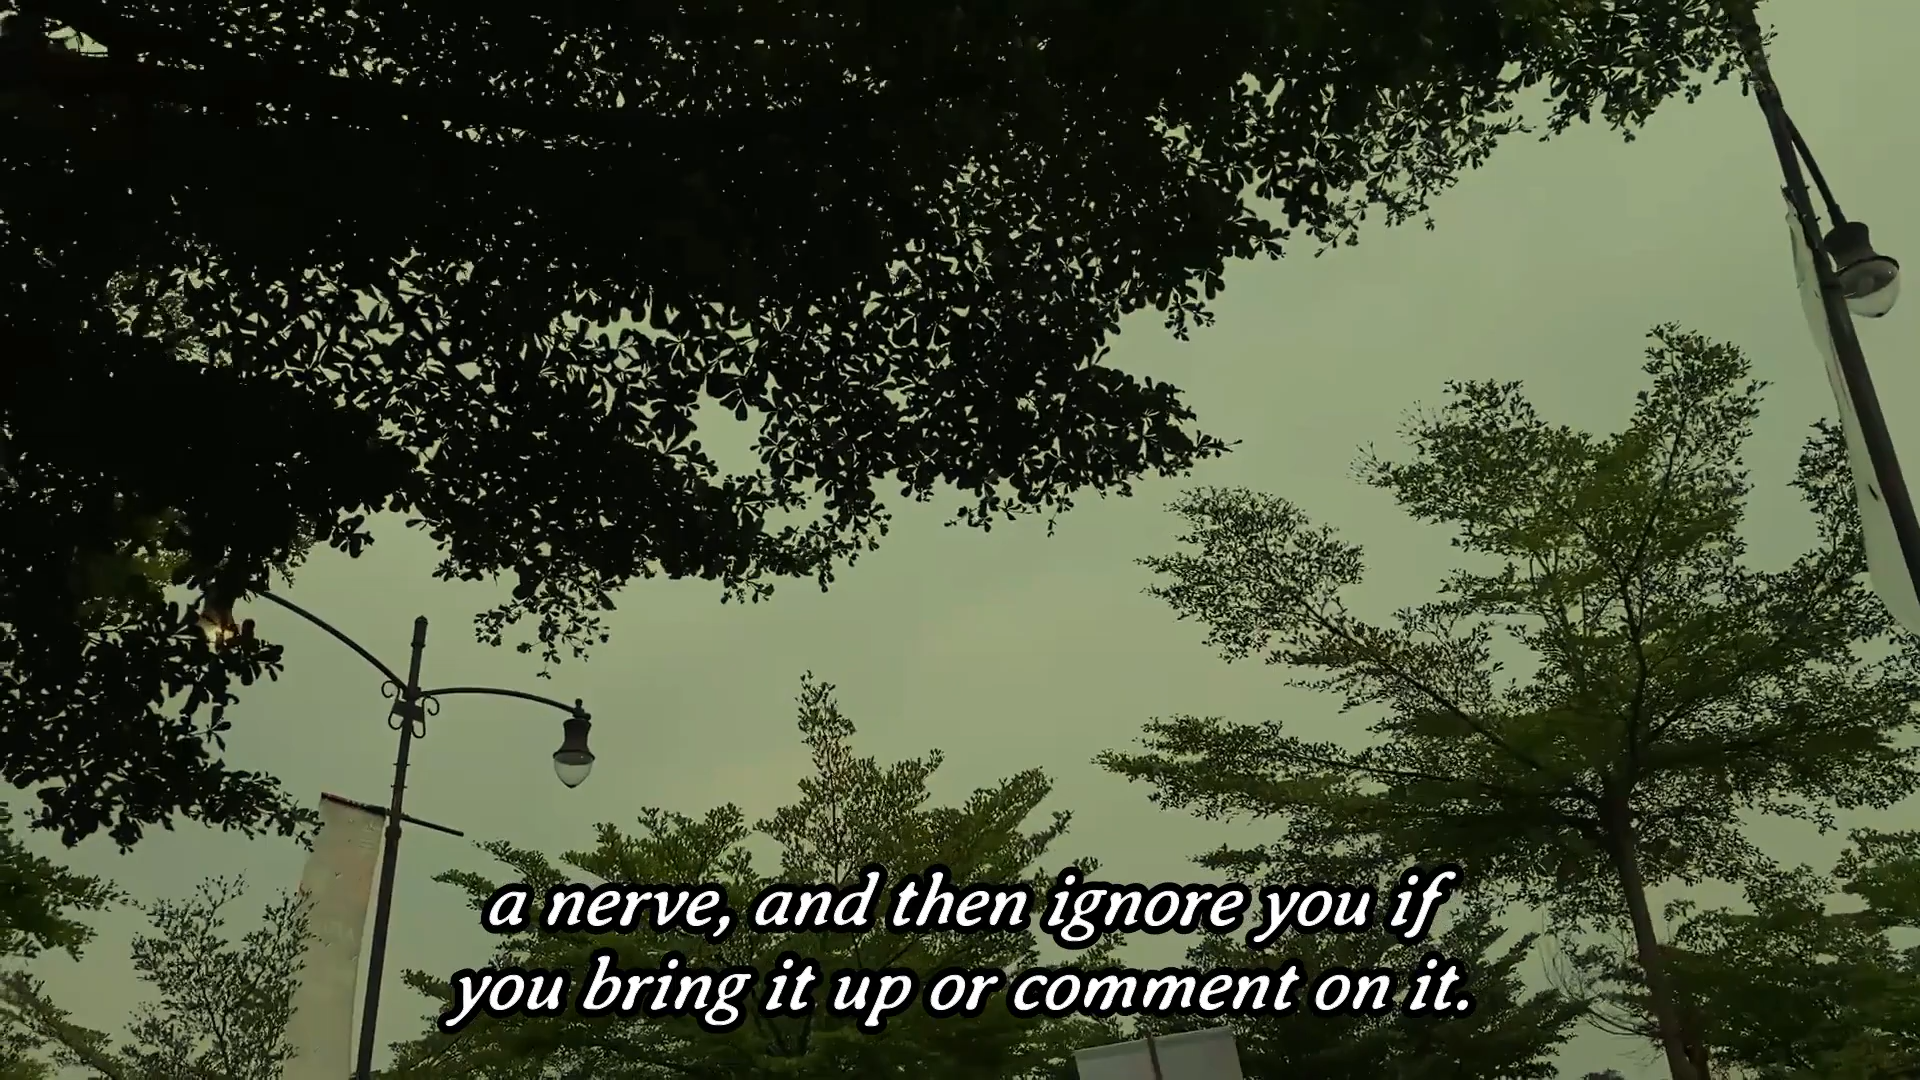 a nerve, and then ignore you if
you bring it up or comment on it.